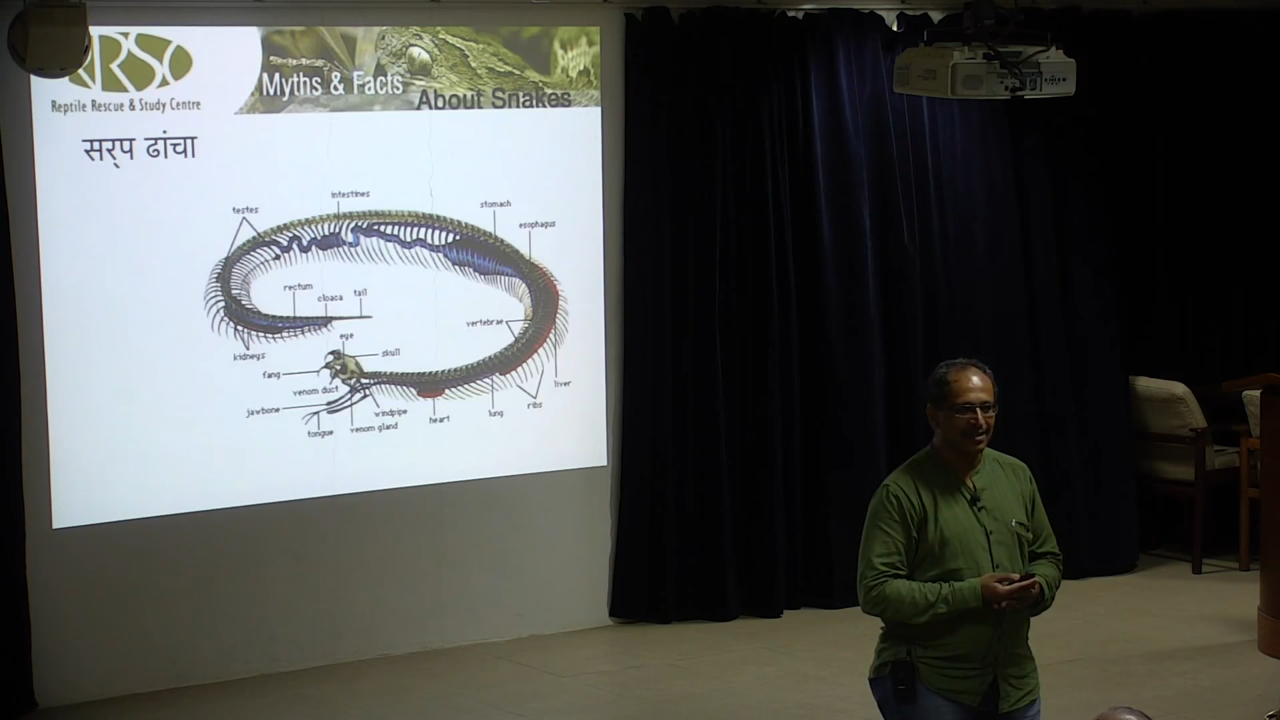 RRSC
Reptile Rescue & Study Centre
Myths & Facts
About Snakes
सर्‌प ढांचा
intestines
testes
stomach
esophagus
rectum
cloaca
tail
vertebrae
eye
kidneys
skull
fang
venom duct
liver
jawbone
windpipe
heart
lung
ribs
tongue
venom gland